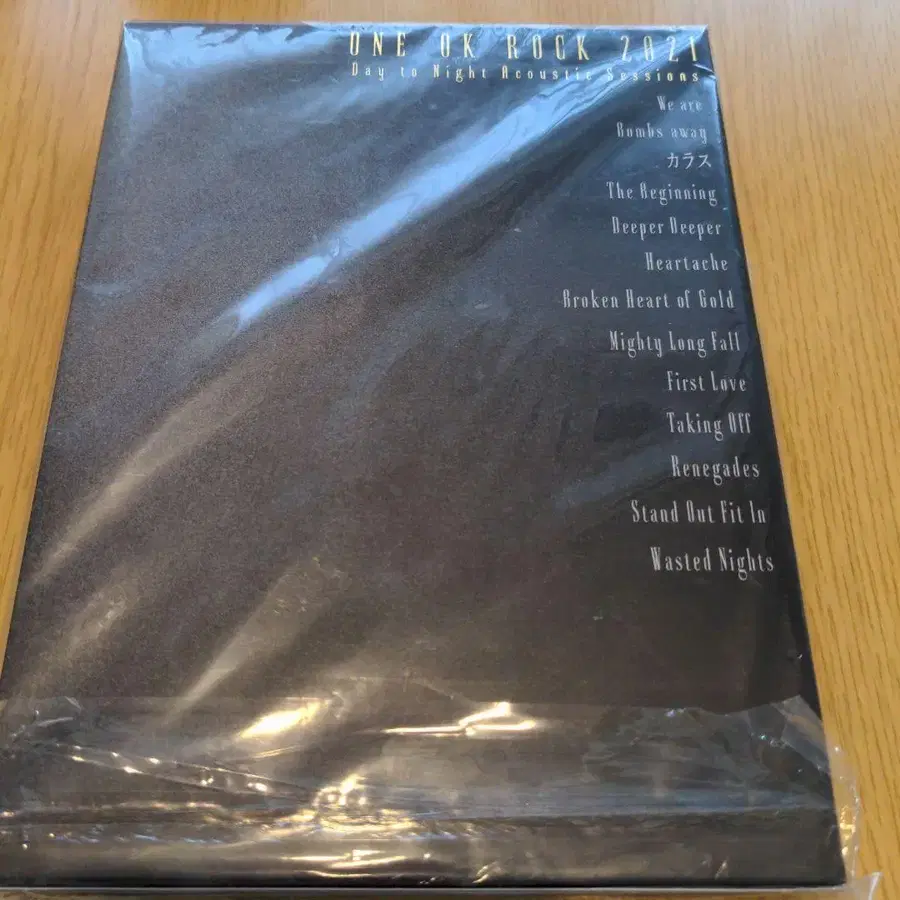 ONE OK ROCK 2021
Day to Night Acoustic Sessions
We are
Bombs away
カラス
The Beginning
Deeper Deeper
Heartache
Broken Heart of Gold
Mighty Long Fall
First Love
Taking Off
Renegades
Stand Out Fit In
Wasted Nights